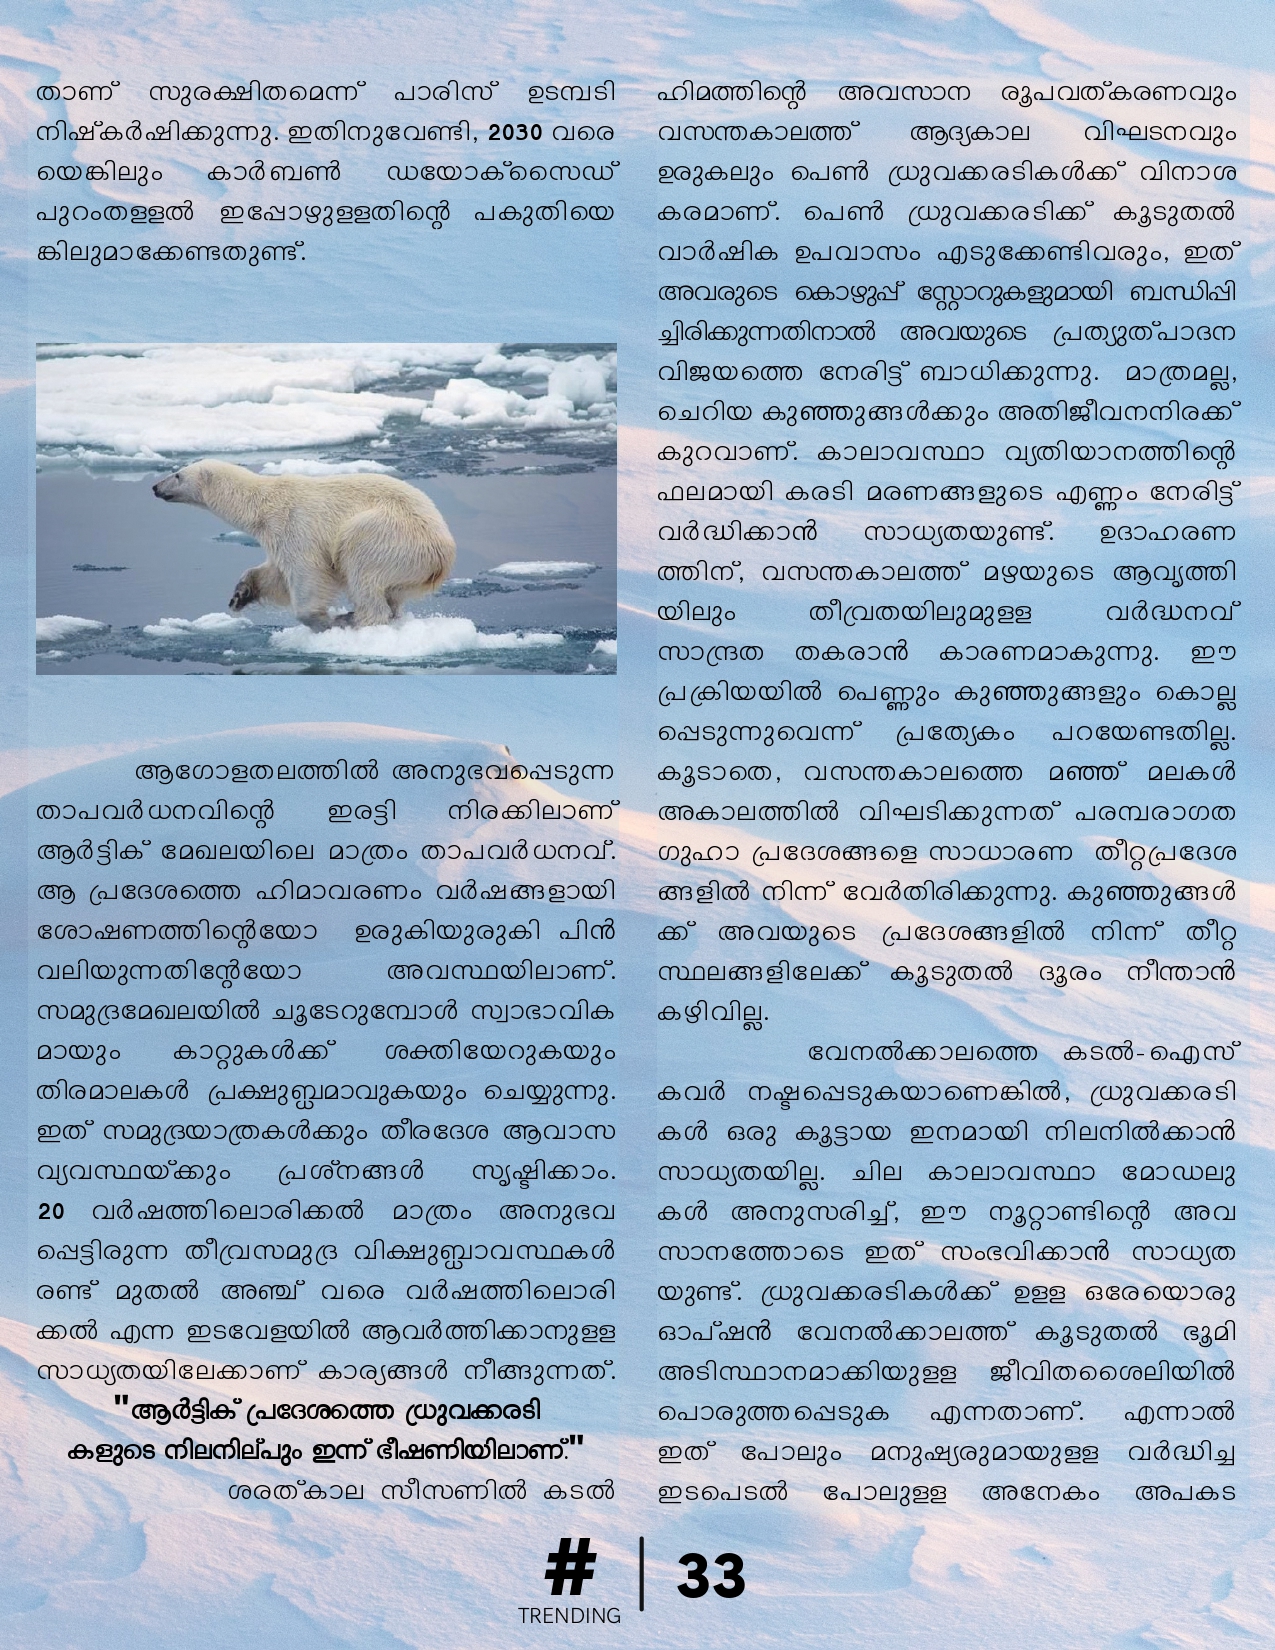 താണ് സുരക്ഷിതമെന്ന് പാരിസ് ഉടമ്പടി
നിഷ്കർഷിക്കുന്നു. ഇതിനുവേണ്ടി, 2030 വരെ
യെങ്കിലും കാർബൺ ഡയോക്സൈഡ്
പുറംതള്ളൽ ഇപ്പോഴുള്ളതിന്റെ പകുതിയെ
ങ്കിലുമാക്കേണ്ടതുണ്ട്.
ആഗോളതലത്തിൽ അനുഭവപ്പെടുന്ന
താപവർധനവിന്റെ ഇരട്ടി നിരക്കിലാണ്
ആർട്ടിക് മേഖലയിലെ മാത്രം താപവർധനവ്.
ആ പ്രദേശത്തെ ഹിമാവരണം വർഷങ്ങളായി
ശോഷണത്തിന്റെയോ ഉരുകിയുരുകി പിൻ
വലിയുന്നതിന്റേയോ അവസ്ഥയിലാണ്.
സമുദ്രമേഖലയിൽ ചൂടേറുമ്പോൾ സ്വാഭാവിക
മായും കാറ്റുകൾക്ക് ശക്തിയേറുകയും
തിരമാലകൾ പ്രക്ഷുബ്ധമാവുകയും ചെയ്യുന്നു.
ഇത് സമുദ്രയാത്രകൾക്കും തീരദേശ ആവാസ
വ്യവസ്ഥയ്ക്കും പ്രശ്നങ്ങൾ സൃഷ്ടിക്കാം.
20 വർഷത്തിലൊരിക്കൽ മാത്രം അനുഭവ
പ്പെട്ടിരുന്ന തീവ്രസമുദ്ര വിക്ഷുബ്ധാവസ്ഥകൾ
രണ്ട് മുതൽ അഞ്ച് വരെ വർഷത്തിലൊരി
ക്കൽ എന്ന ഇടവേളയിൽ ആവർത്തിക്കാനുള്ള
സാധ്യതയിലേക്കാണ് കാര്യങ്ങൾ നീങ്ങുന്നത്.
"ആർട്ടിക് പ്രദേശത്തെ ധ്രുവക്കരടി
കളുടെ നിലനില്പും ഇന്ന് ഭീഷണിയിലാണ്."
ശരത്കാല സീസണിൽ കടൽ
ഹിമത്തിന്റെ അവസാന രൂപവത്കരണവും
വസന്തകാലത്ത് ആദ്യകാല വിഘടനവും
ഉരുകലും പെൺ ധ്രുവക്കരടികൾക്ക് വിനാശ
കരമാണ്. പെൺ ധ്രുവക്കരടിക്ക് കൂടുതൽ
വാർഷിക ഉപവാസം എടുക്കേണ്ടിവരും, ഇത്
അവരുടെ കൊഴുപ്പ് സ്റ്റോറുകളുമായി ബന്ധിപ്പി
ച്ചിരിക്കുന്നതിനാൽ അവയുടെ പ്രത്യുത്പാദന
വിജയത്തെ നേരിട്ട് ബാധിക്കുന്നു. മാത്രമല്ല,
ചെറിയ കുഞ്ഞുങ്ങൾക്കും അതിജീവനനിരക്ക്
കുറവാണ്. കാലാവസ്ഥാ വ്യതിയാനത്തിന്റെ
ഫലമായി കരടി മരണങ്ങളുടെ എണ്ണം നേരിട്ട്
വർദ്ധിക്കാൻ സാധ്യതയുണ്ട്. ഉദാഹരണ
ത്തിന്, വസന്തകാലത്ത് മഴയുടെ ആവൃത്തി
യിലും തീവ്രതയിലുമുള്ള വർദ്ധനവ്
സാന്ദ്രത തകരാൻ കാരണമാകുന്നു. ഈ
പ്രക്രിയയിൽ പെണ്ണും കുഞ്ഞുങ്ങളും കൊല്ല
പ്പെടുന്നുവെന്ന് പ്രത്യേകം പറയേണ്ടതില്ല.
കൂടാതെ, വസന്തകാലത്തെ മഞ്ഞ് മലകൾ
അകാലത്തിൽ വിഘടിക്കുന്നത് പരമ്പരാഗത
ഗുഹാ പ്രദേശങ്ങളെ സാധാരണ തീറ്റപ്രദേശ
ങ്ങളിൽ നിന്ന് വേർതിരിക്കുന്നു. കുഞ്ഞുങ്ങൾ
ക്ക് അവയുടെ പ്രദേശങ്ങളിൽ നിന്ന് തീറ്റ
സ്ഥലങ്ങളിലേക്ക് കൂടുതൽ ദൂരം നീന്താൻ
കഴിവില്ല.
വേനൽക്കാലത്തെ കടൽ-ഐസ്
കവർ നഷ്ടപ്പെടുകയാണെങ്കിൽ, ധ്രുവക്കരടി
കൾ ഒരു കൂട്ടായ ഇനമായി നിലനിൽക്കാൻ
സാധ്യതയില്ല. ചില കാലാവസ്ഥാ മോഡലു
കൾ അനുസരിച്ച്, ഈ നൂറ്റാണ്ടിന്റെ അവ
സാനത്തോടെ ഇത് സംഭവിക്കാൻ സാധ്യത
യുണ്ട്. ധ്രുവക്കരടികൾക്ക് ഉള്ള ഒരേയൊരു
ഓപ്ഷൻ വേനൽക്കാലത്ത് കൂടുതൽ ഭൂമി
അടിസ്ഥാനമാക്കിയുള്ള ജീവിതശൈലിയിൽ
പൊരുത്തപ്പെടുക എന്നതാണ്. എന്നാൽ
ഇത് പോലും മനുഷ്യരുമായുള്ള വർദ്ധിച്ച
ഇടപെടൽ പോലുള്ള അനേകം അപകട
# | 33
TRENDING